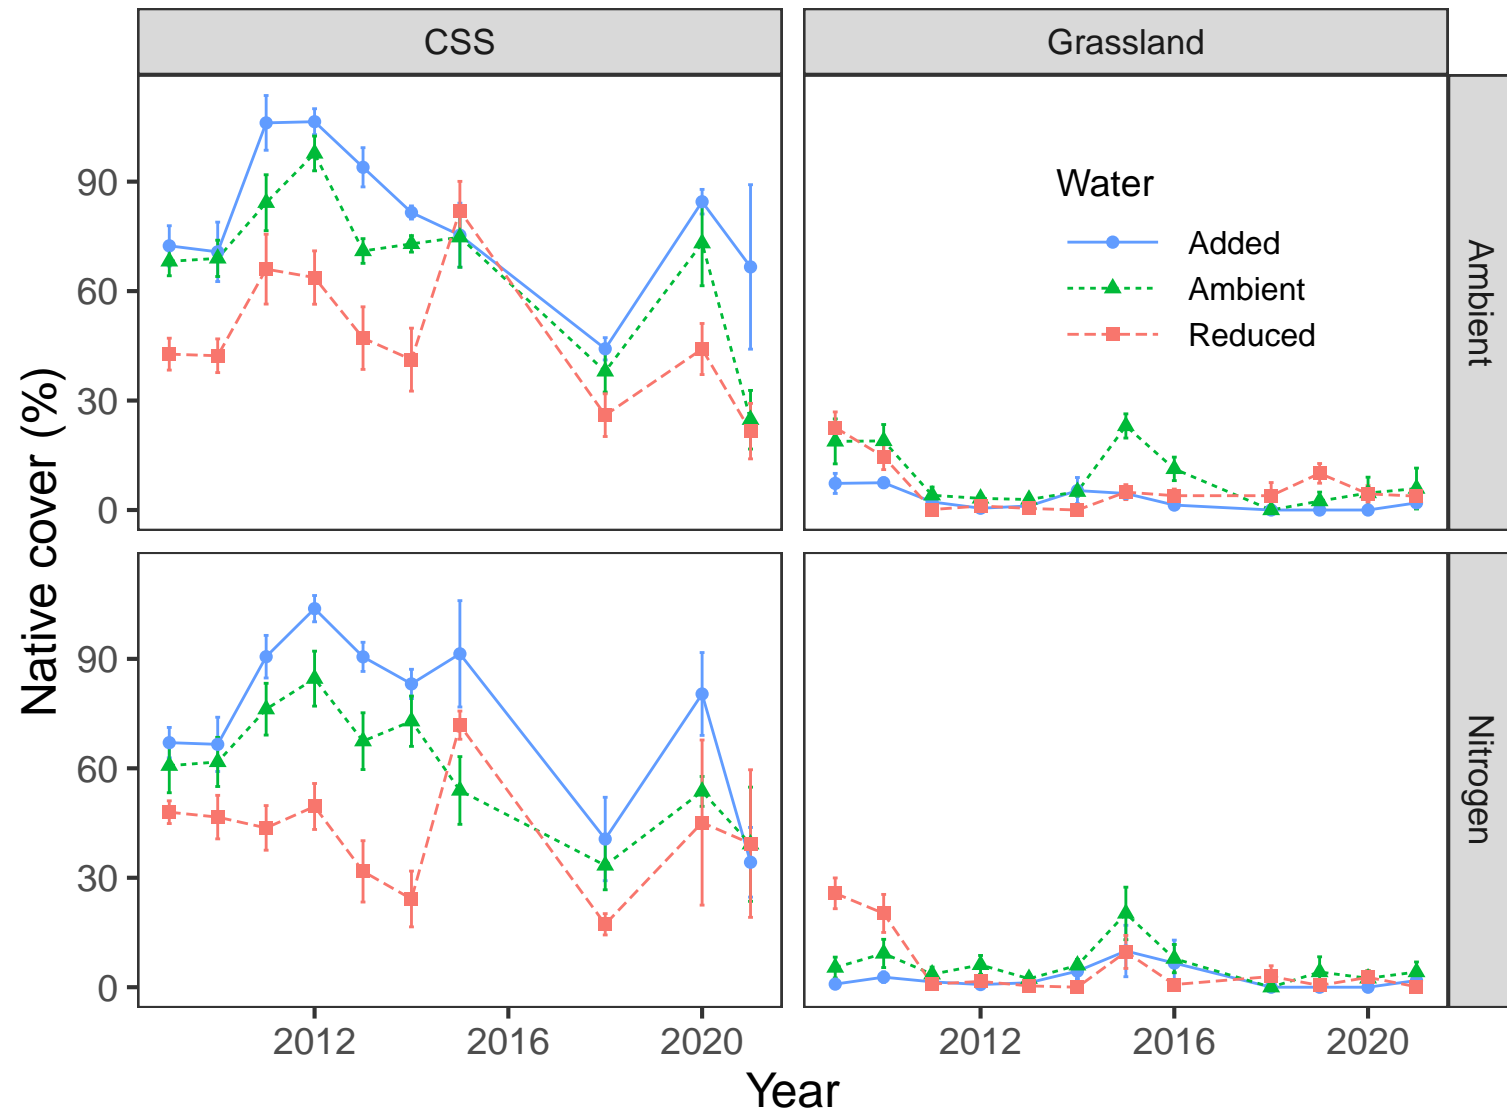 CSS
Grassland
Ambient
Nitrogen
Native cover (%)
90
60
30
0
90
60
30
0
Water
Added
Ambient
Reduced
2012
2016
2020
2012
2016
2020
Year